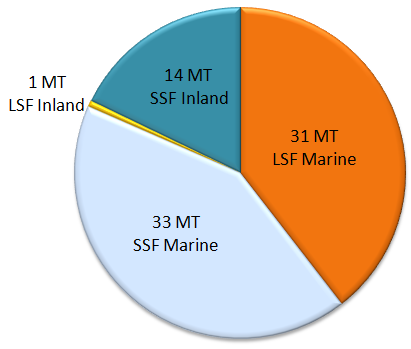 1 MT
LSF Inland
14 MT
SSF Inland
31 MT
LSF Marine
33 MT
SSF Marine